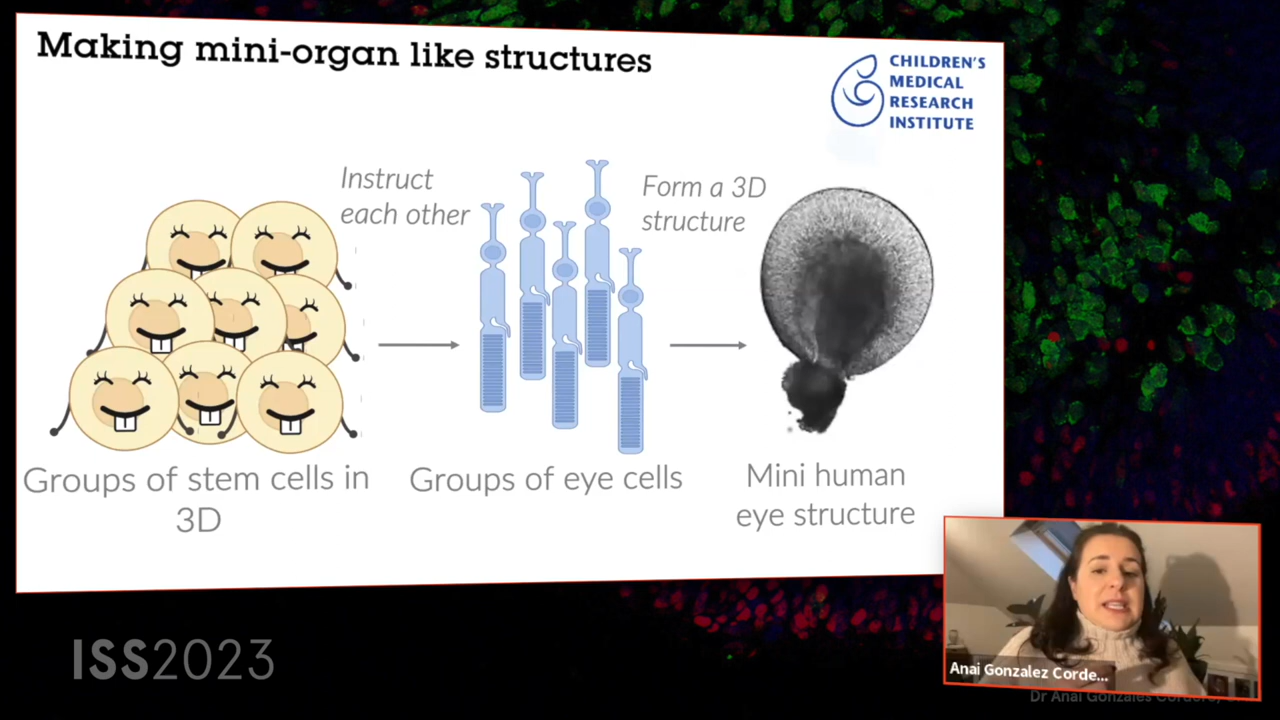 Making mini-organ like structures
CHILDREN'S
MEDICAL
RESEARCH
INSTITUTE
Instruct
each other
Form a 3D
structure
Groups of stem cells in
3D
Groups of eye cells
Mini human
eye structure
ISS2023
Anai Gonzalez Corde...
Dr Anai Gonzales Cordero,